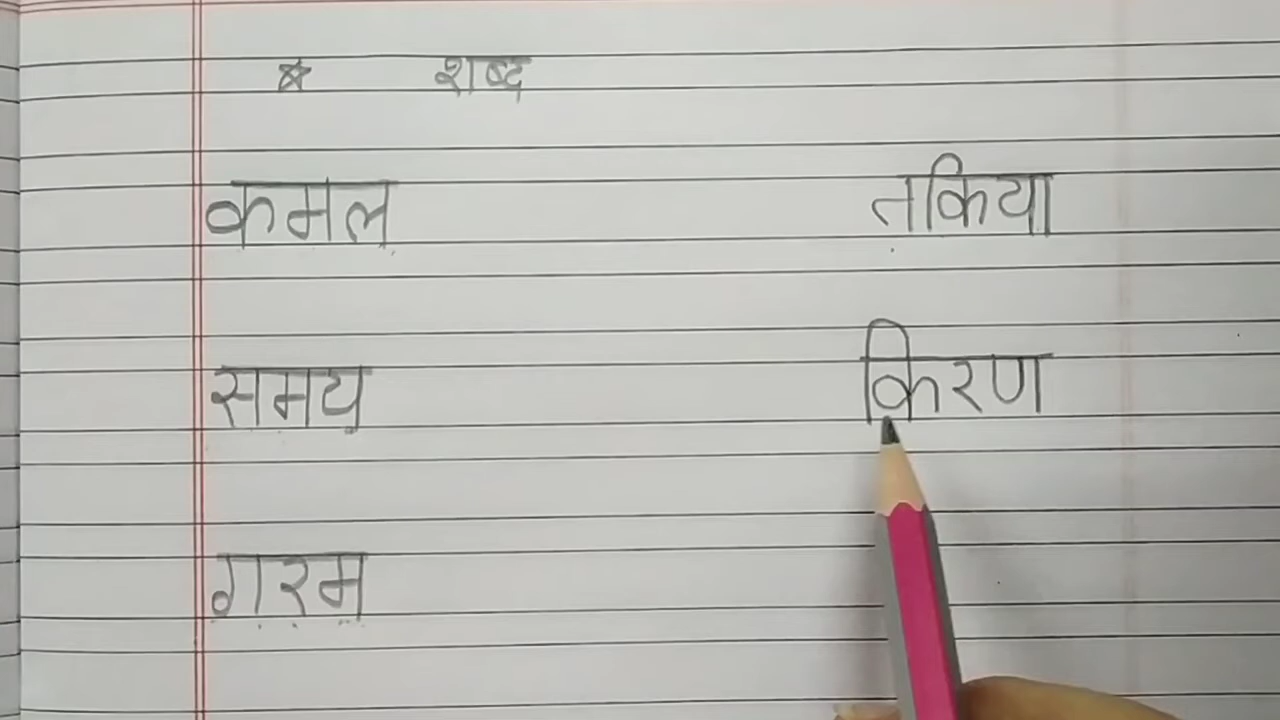 ☆ शब्द
कमल तकिया
समय किरण
गरम